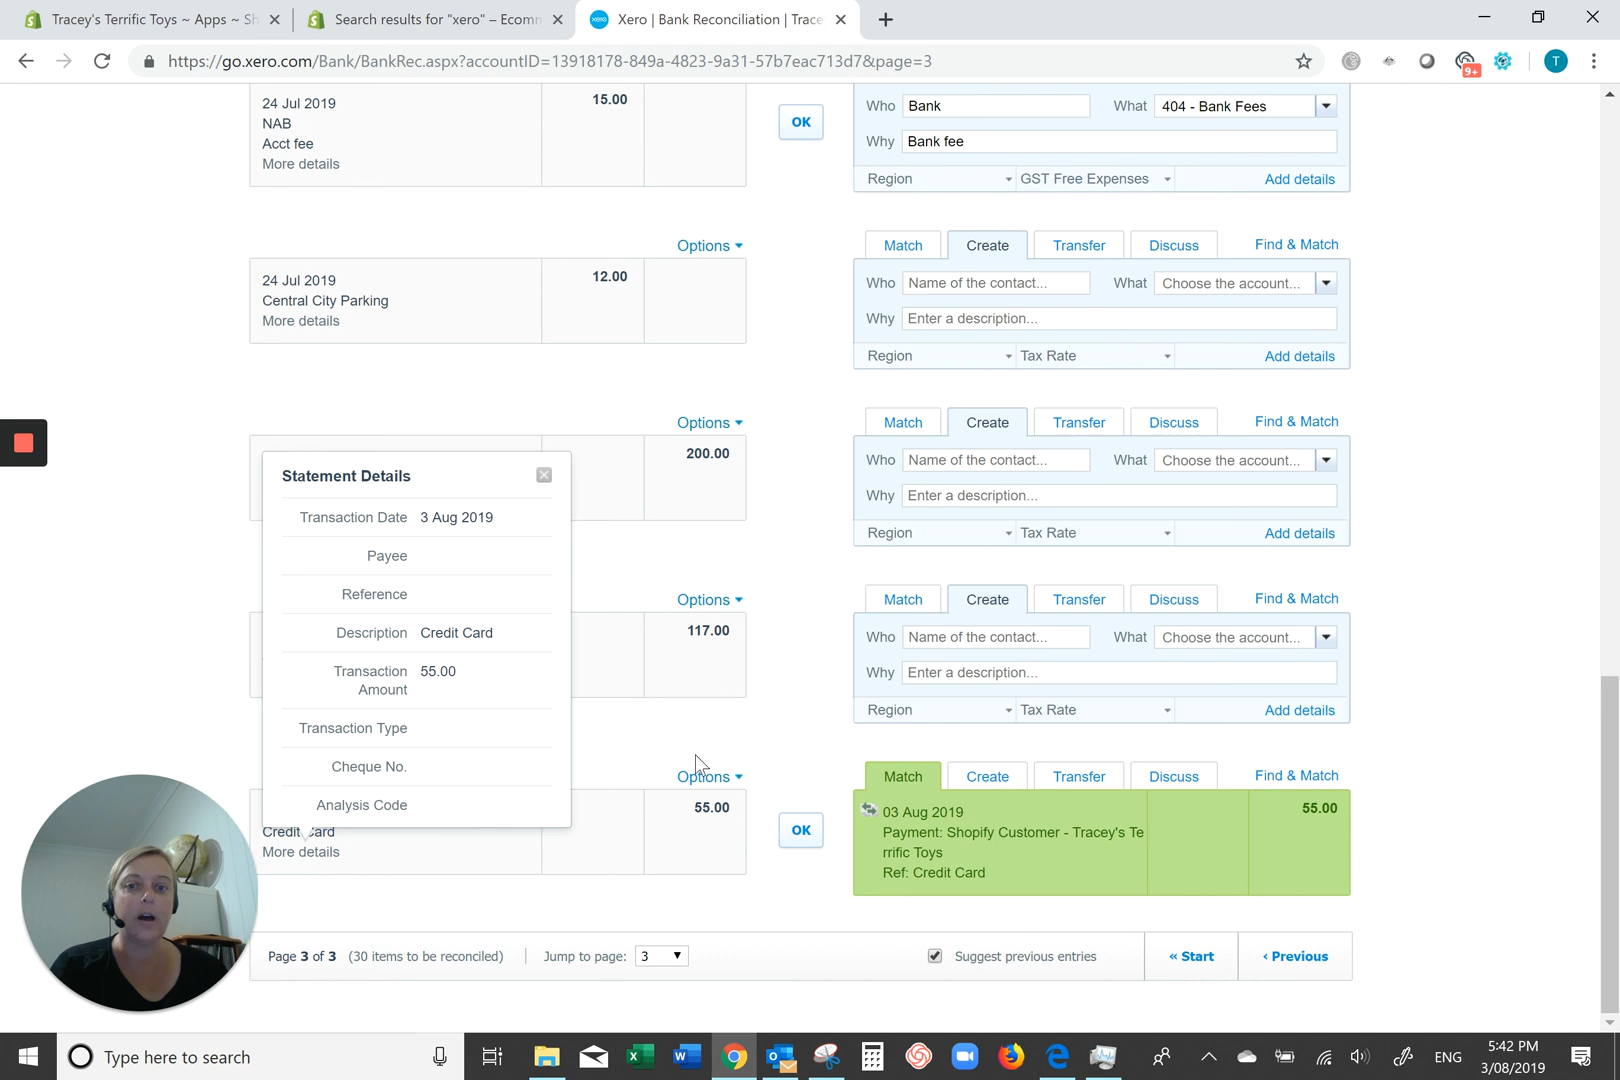 Tracey's Terrific Toys ~ Apps ~ Sh
Search results for "xero" – Ecomm
Xero | Bank Reconciliation | Trace
https://go.xero.com/Bank/BankRec.aspx?accountID=13918178-849a-4823-9a31-57b7eac713d7&page=3
9+
T
24 Jul 2019
NAB
Acct fee
More details
15.00
OK
Who Bank What 404 - Bank Fees
Why Bank fee
Region GST Free Expenses Add details
Options
Match Create Transfer Discuss Find & Match
24 Jul 2019
Central City Parking
More details
12.00
Who Name of the contact... What Choose the account...
Why Enter a description...
Region Tax Rate Add details
Options
Match Create Transfer Discuss Find & Match
200.00
Who Name of the contact... What Choose the account...
Why Enter a description...
Region Tax Rate Add details
Statement Details
Transaction Date 3 Aug 2019
Payee
Reference
Description Credit Card
Transaction Amount 55.00
Transaction Type
Cheque No.
Analysis Code
Options
Match Create Transfer Discuss Find & Match
117.00
Who Name of the contact... What Choose the account...
Why Enter a description...
Region Tax Rate Add details
Options
Match Create Transfer Discuss Find & Match
Credit Card
More details
55.00
OK
03 Aug 2019
Payment: Shopify Customer - Tracey's Te
rrific Toys
Ref: Credit Card
55.00
Page 3 of 3 (30 items to be reconciled) Jump to page: 3 Suggest previous entries « Start ‹ Previous
Type here to search
ENG
5:42 PM
3/08/2019